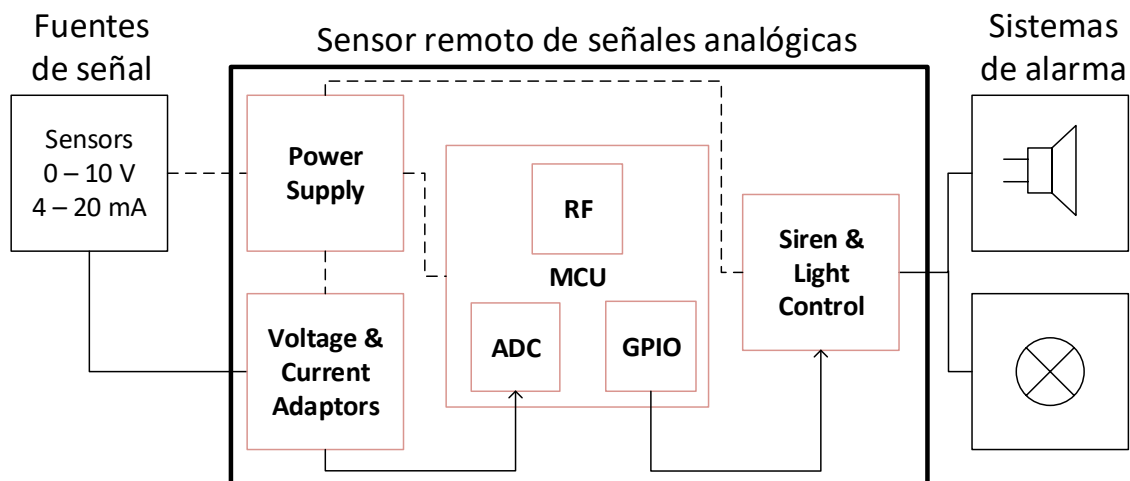 Fuentes
de señal
Sensor remoto de señales analógicas
Sistemas
de alarma
Sensors
0 – 10 V
4 – 20 mA
Power
Supply
RF
MCU
ADC
GPIO
Siren &
Light
Control
Voltage &
Current
Adaptors